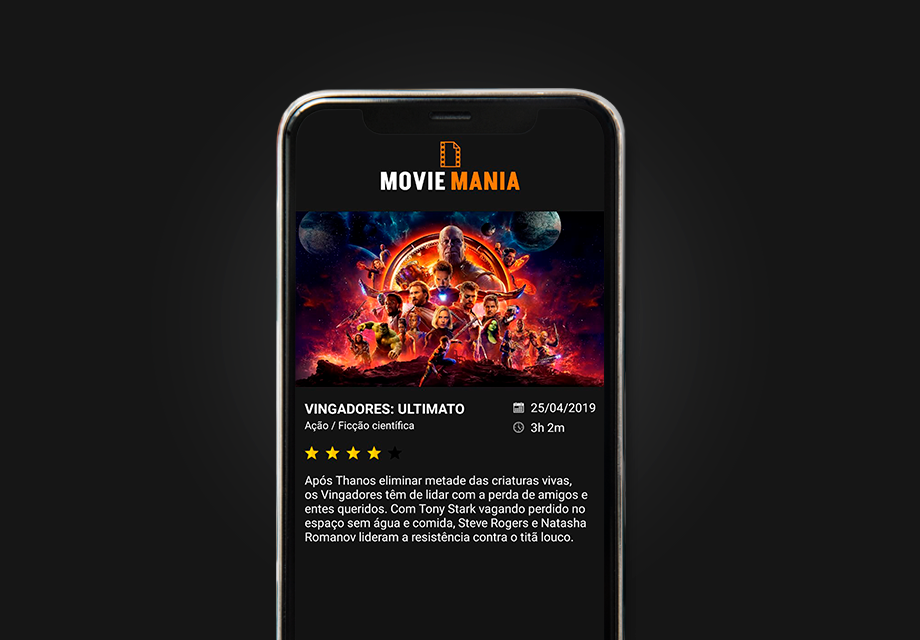 MOVIE MANIA
VINGADORES: ULTIMATO
25/04/2019
Ação / Ficção científica
3h 2m
Após Thanos eliminar metade das criaturas vivas,
os Vingadores têm de lidar com a perda de amigos e
entes queridos. Com Tony Stark vagando perdido no
espaço sem água e comida, Steve Rogers e Natasha
Romanov lideram a resistência contra o titã louco.